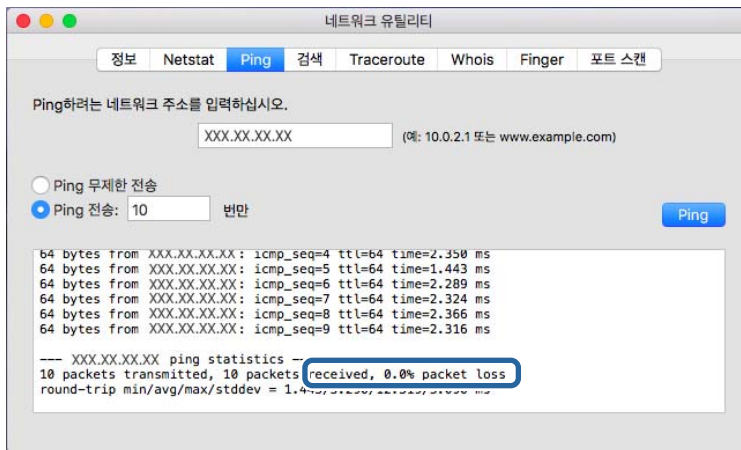 네트워크 유틸리티
정보 Netstat Ping 검색 Traceroute Whois Finger 포트 스캔
Ping하려는 네트워크 주소를 입력하십시오.
XXX.XX.XX.XX (예: 10.0.2.1 또는 www.example.com)
Ping 무제한 전송
Ping 전송: 10 번만
Ping
64 bytes from XXX.XX.XX.XX: icmp_seq=4 ttl=64 time=2.350 ms
64 bytes from XXX.XX.XX.XX: icmp_seq=5 ttl=64 time=1.443 ms
64 bytes from XXX.XX.XX.XX: icmp_seq=6 ttl=64 time=2.289 ms
64 bytes from XXX.XX.XX.XX: icmp_seq=7 ttl=64 time=2.324 ms
64 bytes from XXX.XX.XX.XX: icmp_seq=8 ttl=64 time=2.366 ms
64 bytes from XXX.XX.XX.XX: icmp_seq=9 ttl=64 time=2.316 ms
--- XXX.XX.XX.XX ping statistics --
10 packets transmitted, 10 packets received, 0.0% packet loss
round-trip min/avg/max/stddev = ms